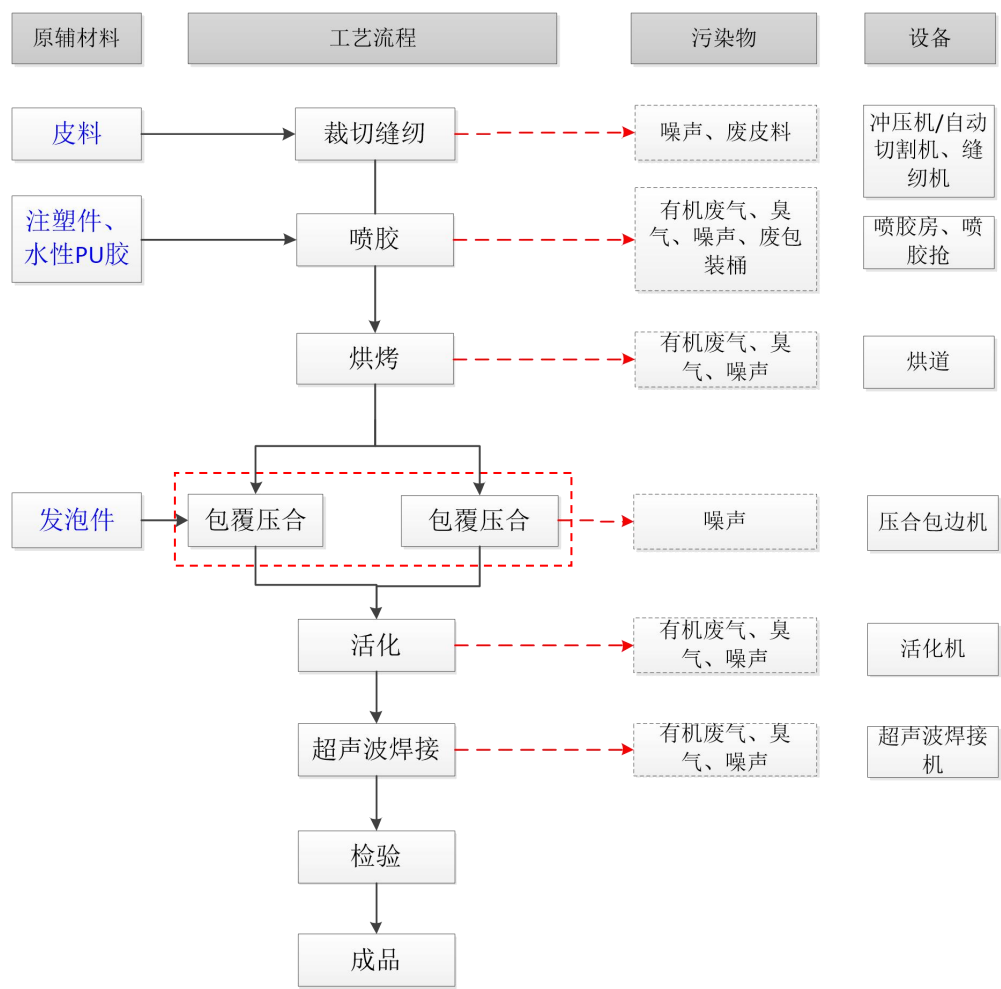 原辅材料
工艺流程
污染物
设备
皮料
裁切缝纫
噪声、废皮料
冲压机/自动
切割机、缝
纫机
注塑件、
水性PU胶
喷胶
有机废气、臭
气、噪声、废包
装桶
喷胶房、喷
胶抢
烘烤
有机废气、臭
气、噪声
烘道
发泡件
包覆压合
包覆压合
噪声
压合包边机
活化
有机废气、臭
气、噪声
活化机
超声波焊接
有机废气、臭
气、噪声
超声波焊接
机
检验
成品